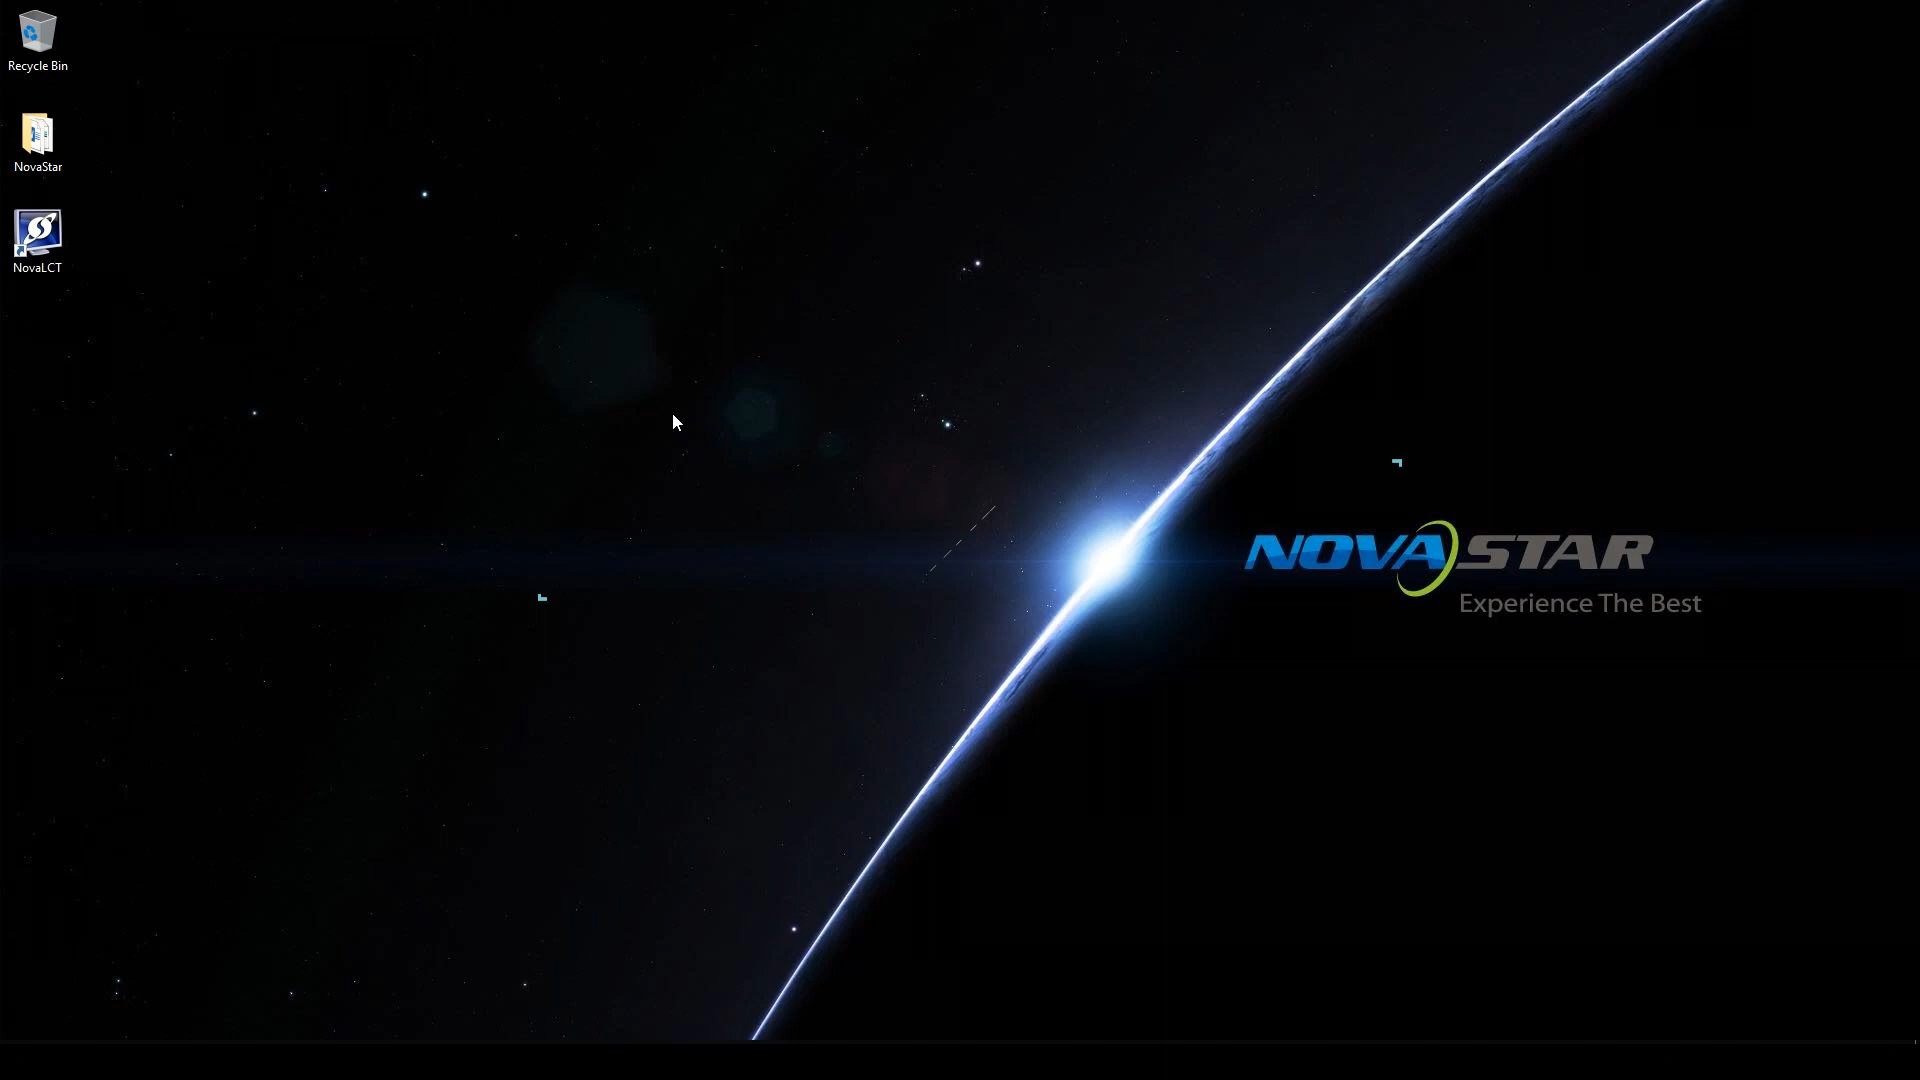 Recycle Bin
NovaStar
NovaLCT
NOVASTAR
Experience The Best